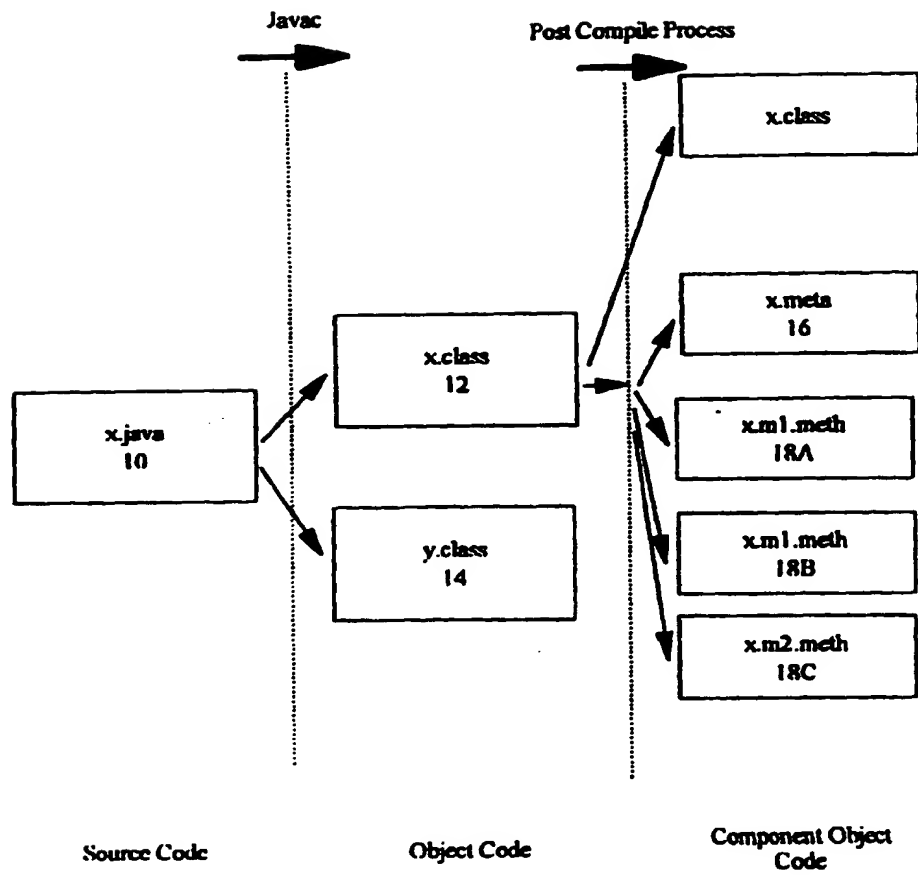 Javac
Post Compile Process
x.class
x.meta
16
x.class
12
x.java
10
x.m1.meth
18A
x.m1.meth
18B
y.class
14
x.m2.meth
18C
Source Code
Object Code
Component Object
Code